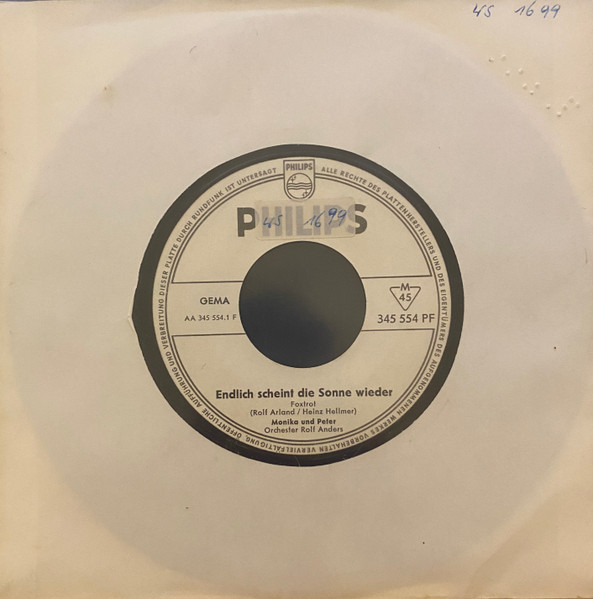 45 1699
PHILIPS
ÖFFENTLICHE AUFFÜHRUNG UND VERBREITUNG DIESER PLATTE DURCH RUNDFUNK IST UNTERSAGT
ALLE RECHTE DES PLATTENHERSTELLERS UND DES EIGENTÜMERS DES AUFGENOMMENEN WERKES VORBEHALTEN VERVIELFÄLTIGUNG,
PHILIPS
45 1699
GEMA
AA 345 554.1 F
M
45
345 554 PF
Endlich scheint die Sonne wieder
Foxtrot
(Rolf Arland / Heinz Hellmer)
Monika und Peter
Orchester Rolf Anders